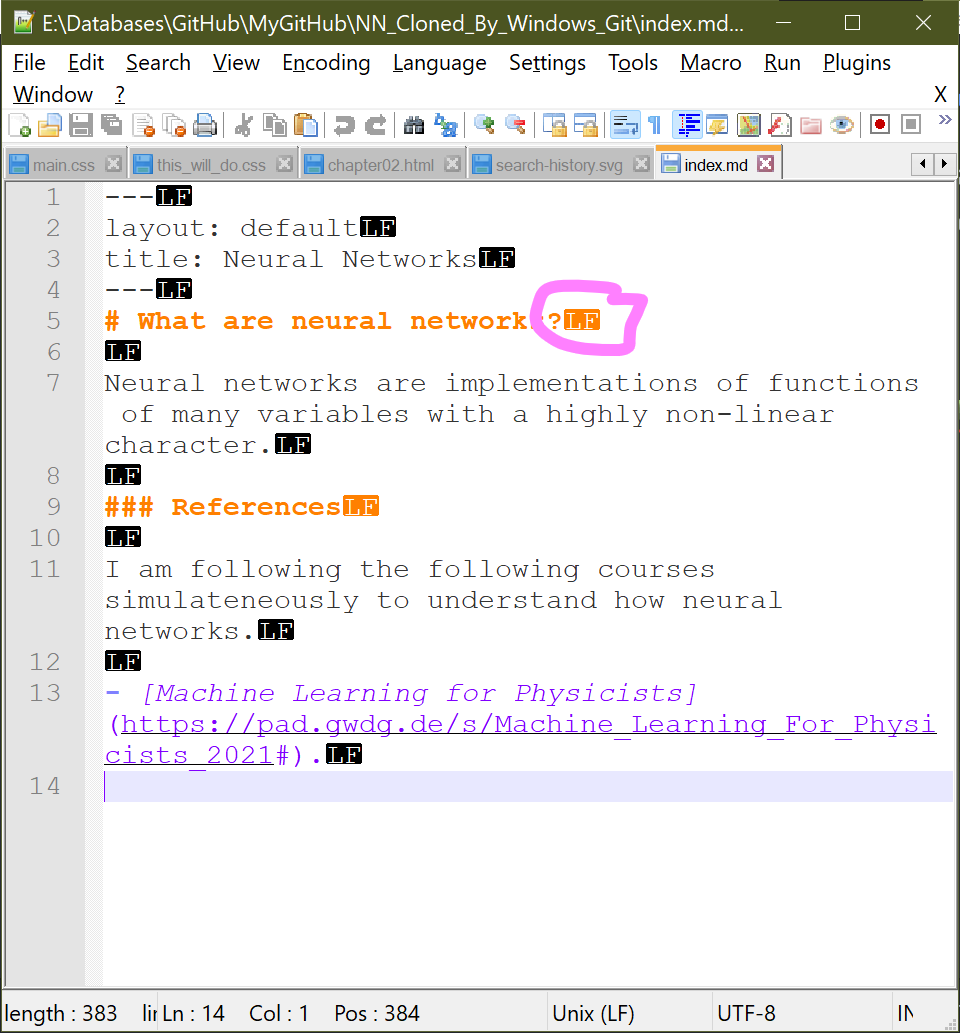 E:\Databases\GitHub\MyGitHub\NN_Cloned_By_Windows_Git\index.md...
File Edit Search View Encoding Language Settings Tools Macro Run Plugins
Window ? X
main.css this_will_do.css chapter02.html search-history.svg index.md
1 ---LF
2 layout: defaultLF
3 title: Neural NetworksLF
4 ---LF
5 # What are neural networks?LF
6 LF
7 Neural networks are implementations of functions
of many variables with a highly non-linear
character.LF
8 LF
9 ### ReferencesLF
10 LF
11 I am following the following courses
simulateneously to understand how neural
networks.LF
12 LF
13 - [Machine Learning for Physicists]
(https://pad.gwdg.de/s/Machine_Learning_For_Physi
cists_2021#).LF
14
length : 383 Ln : 14 Col : 1 Pos : 384 Unix (LF) UTF-8 IN